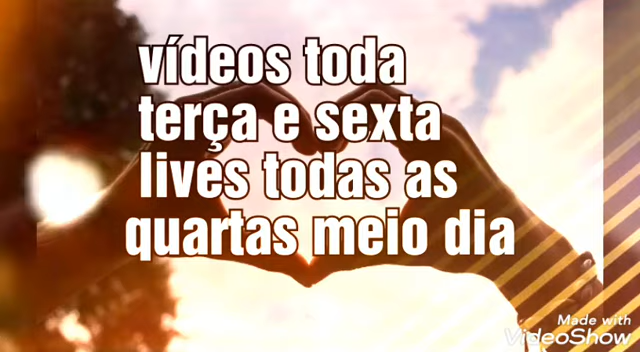 vídeos toda
terça e sexta
lives todas as
quartas meio dia
Made with
VideoShow